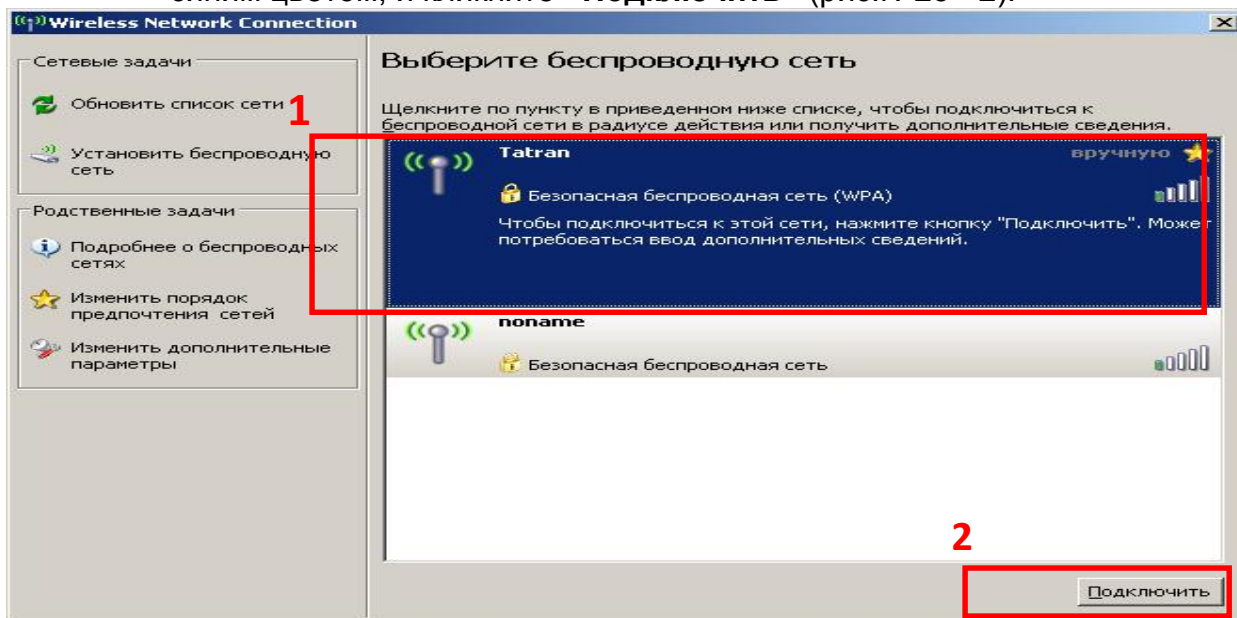 Wireless Network Connection
Сетевые задачи
Обновить список сети
1
Установить беспроводную
сеть
Родственные задачи
Подробнее о беспроводных
сетях
Изменить порядок
предпочтения сетей
Изменить дополнительные
параметры
Выберите беспроводную сеть
Щелкните по пункту в приведенном ниже списке, чтобы подключиться к
беспроводной сети в радиусе действия или получить дополнительные сведения.
Tatran вручную
Безопасная беспроводная сеть (WPA)
Чтобы подключиться к этой сети, нажмите кнопку "Подключить". Может
потребоваться ввод дополнительных сведений.
noname
Безопасная беспроводная сеть
2
Подключить